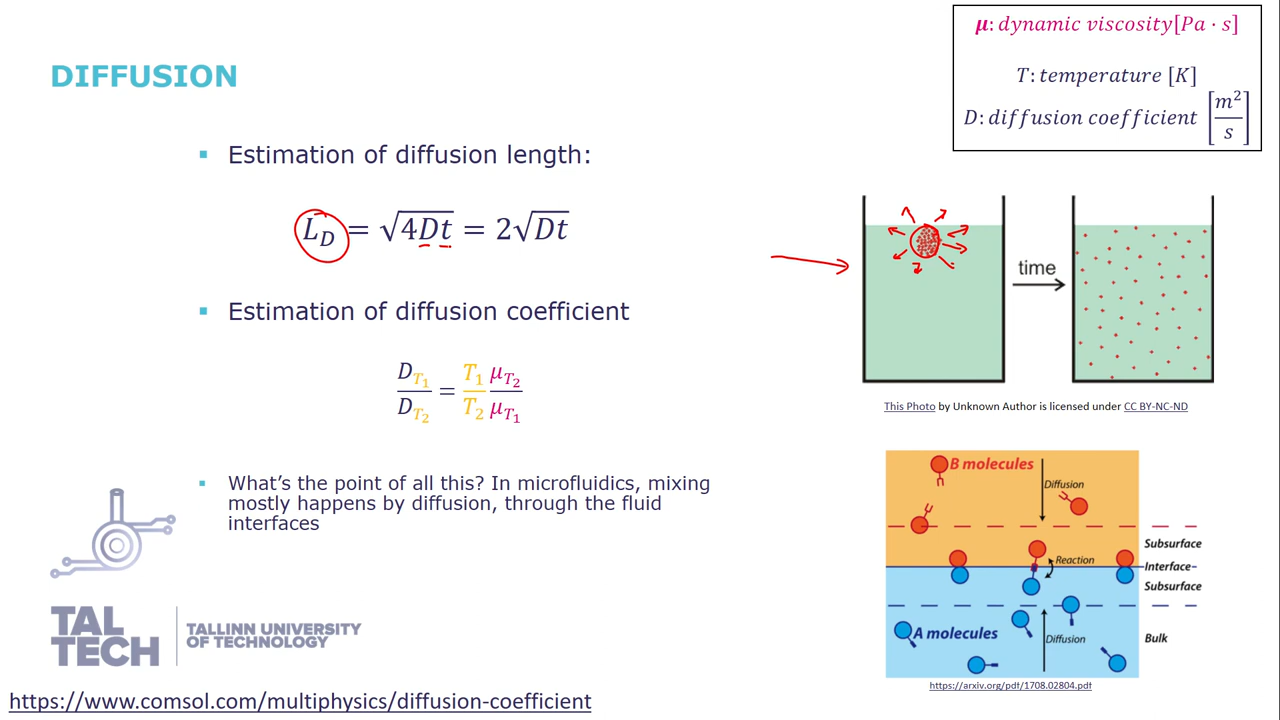 μ: dynamic viscosity[Pa · s]
T: temperature [K]
D: diffusion coefficient [m²/s]
DIFFUSION
▪ Estimation of diffusion length:
L_D = √4Dt = 2√Dt
▪ Estimation of diffusion coefficient
D_T₁/D_T₂ = T₁/T₂ μ_T₂/μ_T₁
▪ What’s the point of all this? In microfluidics, mixing
mostly happens by diffusion, through the fluid
interfaces
time
This Photo by Unknown Author is licensed under CC BY-NC-ND
B molecules
Diffusion
Subsurface
Reaction
Interface
Subsurface
A molecules
Diffusion
Bulk
https://arxiv.org/pdf/1708.02804.pdf
TAL
TECH
TALLINN UNIVERSITY
OF TECHNOLOGY
https://www.comsol.com/multiphysics/diffusion-coefficient